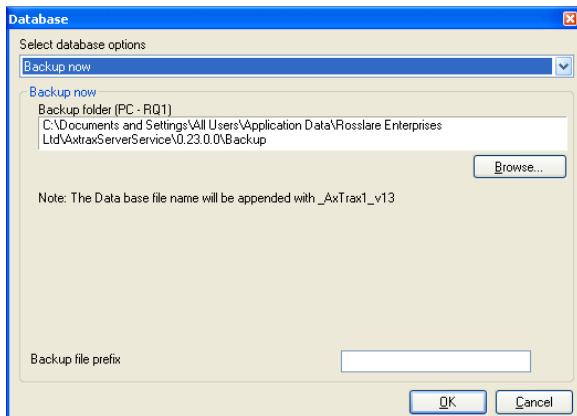 Database
Select database options
Backup now
Backup now
Backup folder (PC - RQ1)
C:\Documents and Settings\All Users\Application Data\Rosslare Enterprises
Ltd\AxtraxServerService\0.23.0.0\Backup
Browse...
Note: The Data base file name will be appended with _AxTrax1_v13
Backup file prefix
OK
Cancel